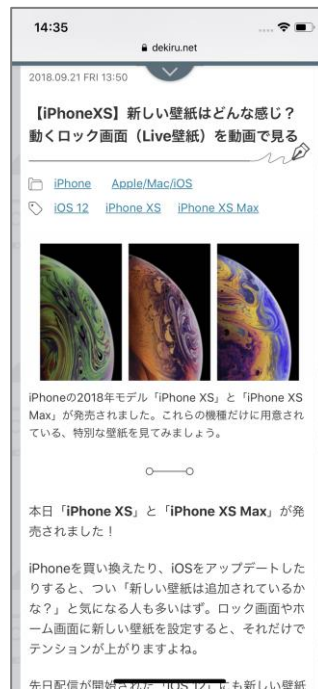 14:35
dekiru.net
2018.09.21 FRI 13:50
【iPhoneXS】新しい壁紙はどんな感じ？
動くロック画面（Live壁紙）を動画で見る
iPhone Apple/Mac/iOS
iOS 12 iPhone XS iPhone XS Max
iPhoneの2018年モデル「iPhone XS」と「iPhone XS
Max」が発売されました。これらの機種だけに用意され
ている、特別な壁紙を見てみましょう。
本日「iPhone XS」と「iPhone XS Max」が発
売されました！
iPhoneを買い換えたり、iOSをアップデートした
りすると、つい「新しい壁紙は追加されているか
な？」と気になる人も多いはず。ロック画面やホ
ーム画面に新しい壁紙を設定すると、それだけで
テンションが上がりますよね。
先日配信が開始された「iOS 12」にも新しい壁紙